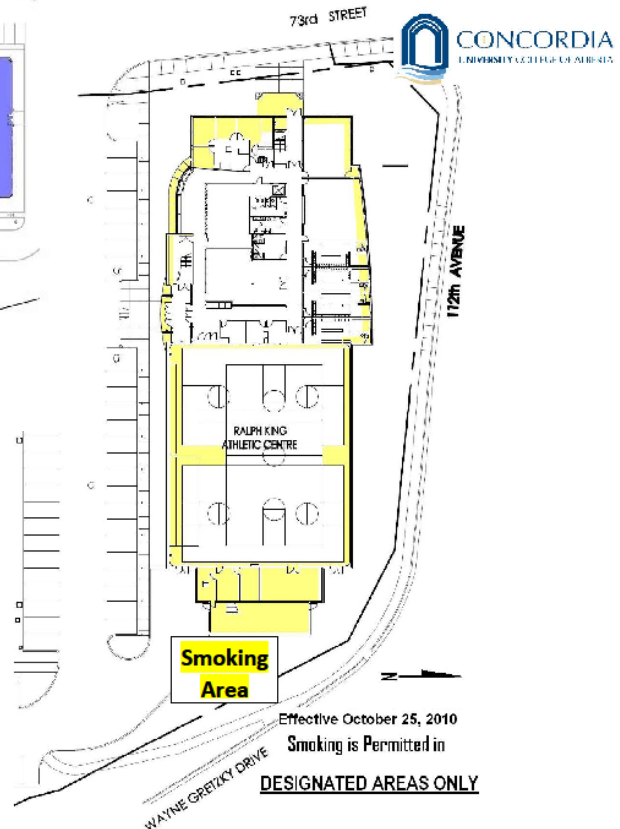 73rd STREET
CONCORDIA
UNIVERSITY COLLEGE OF ALBERTA
112th AVENUE
RALPH KING
ATHLETIC CENTRE
Smoking
Area
N
Effective October 25, 2010
Smoking is Permitted in
DESIGNATED AREAS ONLY
WAYNE GRETZKY DRIVE